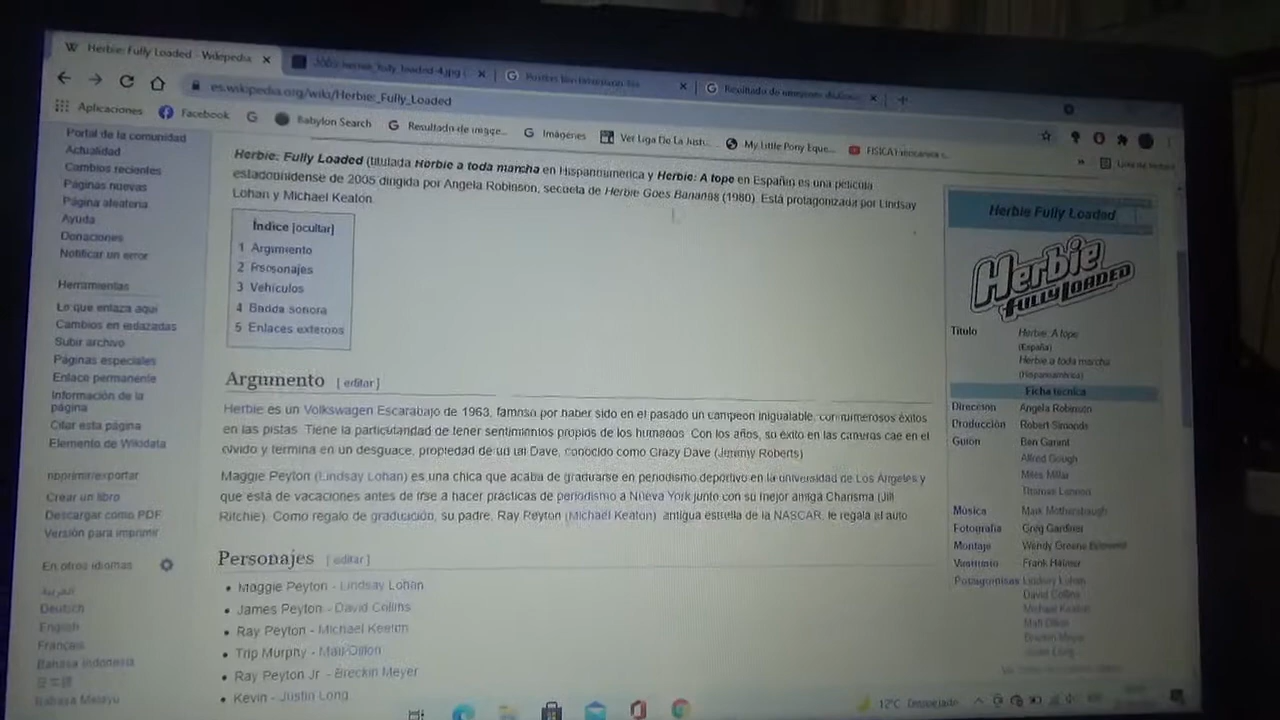 Herbie: Fully Loaded - Wikipedia
es.wikipedia.org/wiki/Herbie:_Fully_Loaded
Aplicaciones
Facebook
Babylon Search
Resultado de image...
Imágenes
Ver Liga De La Justi...
My Little Pony Eque...
Portal de la comunidad
Actualidad
Cambios recientes
Páginas nuevas
Página aleatoria
Ayuda
Donaciones
Notificar un error
Herramientas
Lo que enlaza aquí
Cambios en enlazadas
Subir archivo
Páginas especiales
Enlace permanente
Información de la
página
Citar esta página
Elemento de Wikidata
Imprimir/exportar
Crear un libro
Descargar como PDF
Versión para imprimir
En otros idiomas
العربية
Deutsch
English
Français
Bahasa Indonesia
日本語
Bahasa Melayu
Herbie: Fully Loaded (titulada Herbie a toda marcha en Hispanoamérica y Herbie: A tope en España) es una película
estadounidense de 2005 dirigida por Angela Robinson, secuela de Herbie Goes Bananas (1980). Está protagonizada por Lindsay
Lohan y Michael Keaton
Índice [ocultar]
1 Argumento
2 Personajes
3 Vehículos
4 Banda sonora
5 Enlaces externos
Argumento [ editar ]
Herbie es un Volkswagen Escarabajo de 1963, famoso por haber sido en el pasado un campeón inigualable, con numerosos éxitos
en las pistas. Tiene la particularidad de tener sentimientos propios de los humanos. Con los años, su éxito en las carreras cae en el
olvido y termina en un desguace, propiedad de un tal Dave, conocido como Crazy Dave (Jimmy Roberts)
Maggie Peyton (Lindsay Lohan) es una chica que acaba de graduarse en periodismo deportivo en la universidad de Los Ángeles y
que está de vacaciones antes de irse a hacer prácticas de periodismo a Nueva York junto con su mejor amiga Charisma (Jill
Ritchie). Como regalo de graduación, su padre, Ray Peyton (Michael Keaton) antigua estrella de la NASCAR, le regala el auto
Personajes [ editar ]
Maggie Peyton - Lindsay Lohan
James Peyton - David Collins
Ray Peyton - Michael Keaton
Trip Murphy - Matt Dillon
Ray Peyton Jr - Breckin Meyer
Kevin - Justin Long
Herbie Fully Loaded
Herbie
FULLY LOADED
Título
Herbie: A tope
(España)
Herbie a toda marcha
(Hispanoamérica)
Ficha técnica
Dirección Angela Robinson
Producción Robert Simonds
Guion Ben Garant
Alfred Gough
Miles Millar
Thomas Lennon
Música Mark Mothersbaugh
Fotografía Greg Gardiner
Montaje Wendy Greene
Vestuario Frank Helmer
Protagonistas Lindsay Lohan
David Collins
Michael Keaton
Matt Dillon
Breckin Meyer
Justin Long
12°C Despejado